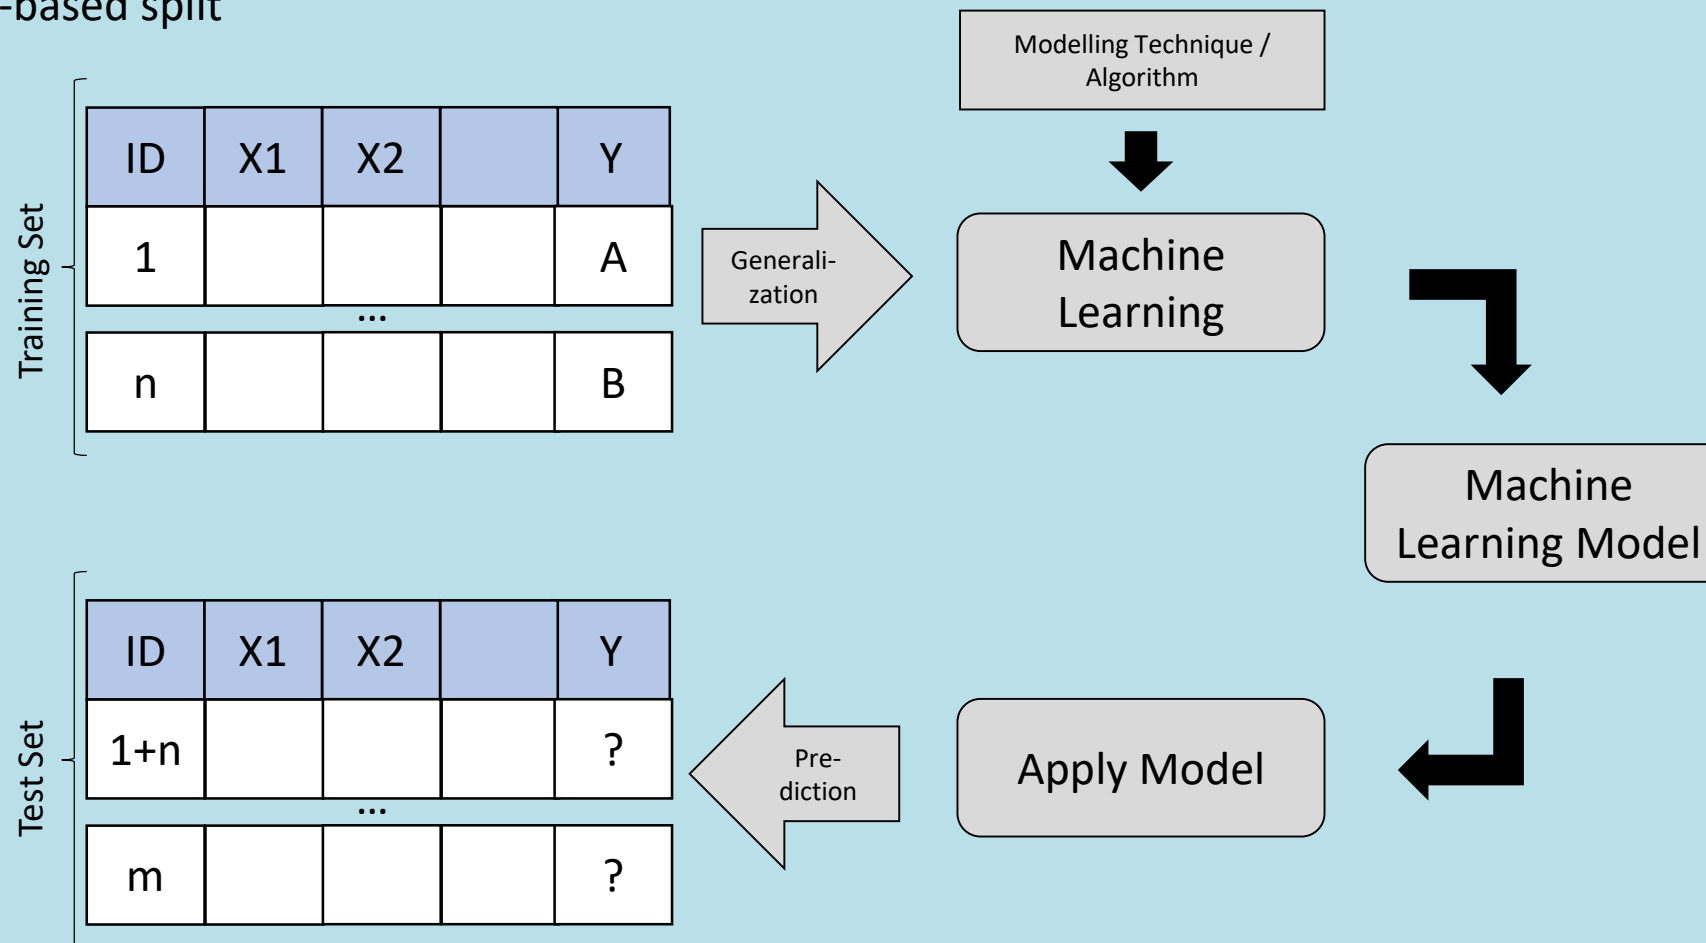 -based split
Modelling Technique /
Algorithm
Training Set
ID X1 X2 Y
1 A
...
n B
Generali-
zation
Machine
Learning
Machine
Learning Model
Test Set
ID X1 X2 Y
1+n ?
...
m ?
Pre-
diction
Apply Model